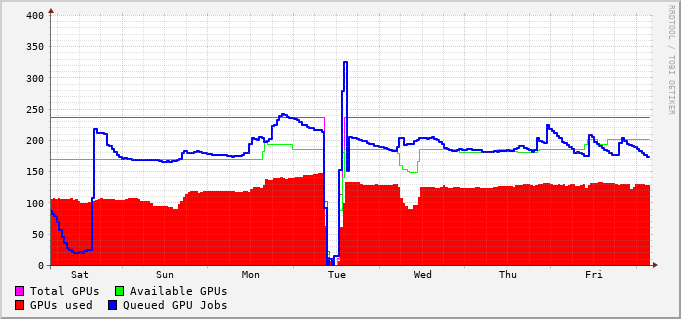 RRDTOOL / TOBI OETIKER
400
350
300
250
200
150
100
50
0
Sat Sun Mon Tue Wed Thu Fri
Total GPUs Available GPUs
GPUs used Queued GPU Jobs